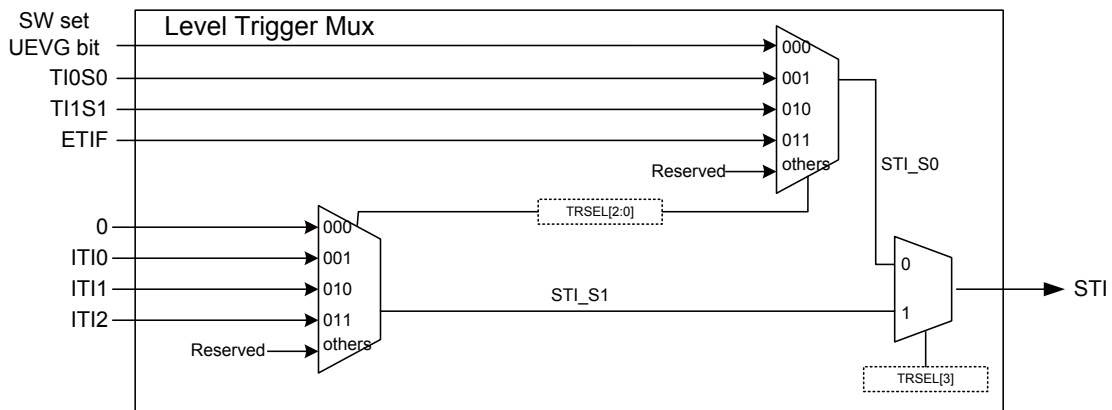 SW set
UEVG bit
Level Trigger Mux
TI0S0
TI1S1
ETIF
Reserved
000
001
010
011
others
STI_S0
TRSEL[2:0]
0
ITI0
ITI1
ITI2
Reserved
000
001
010
011
others
STI_S1
0
1
STI
TRSEL[3]